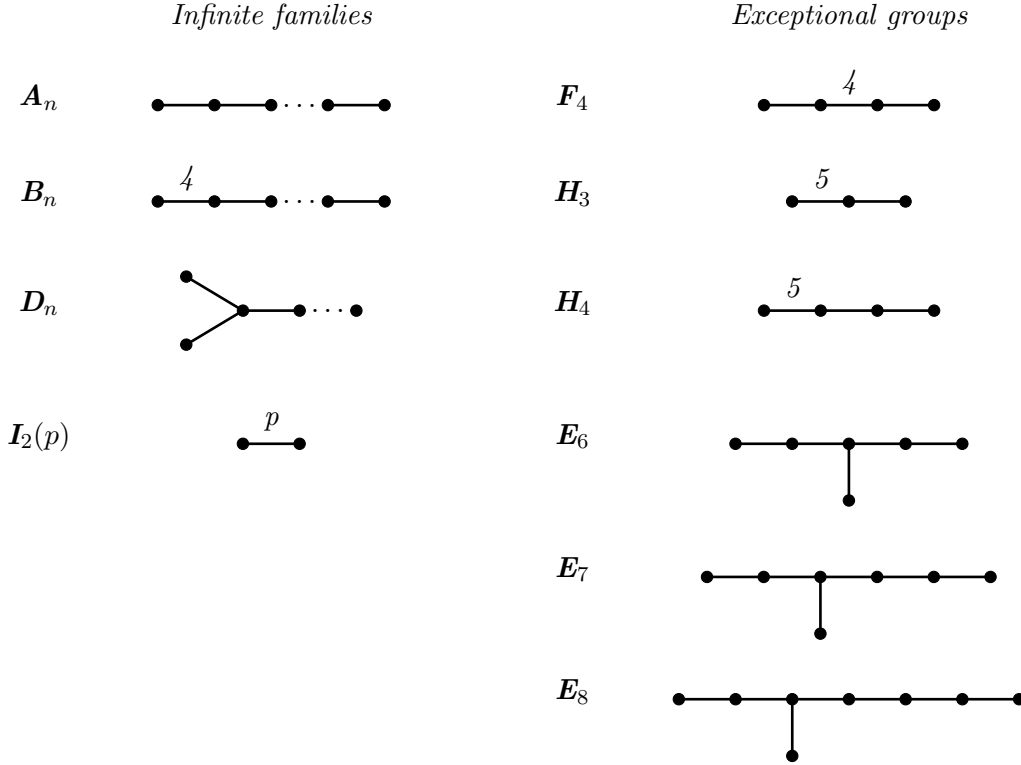 Infinite families
Exceptional groups
A_n
B_n
4
D_n
I_2(p)
p
F_4
4
H_3
5
H_4
5
E_6
E_7
E_8